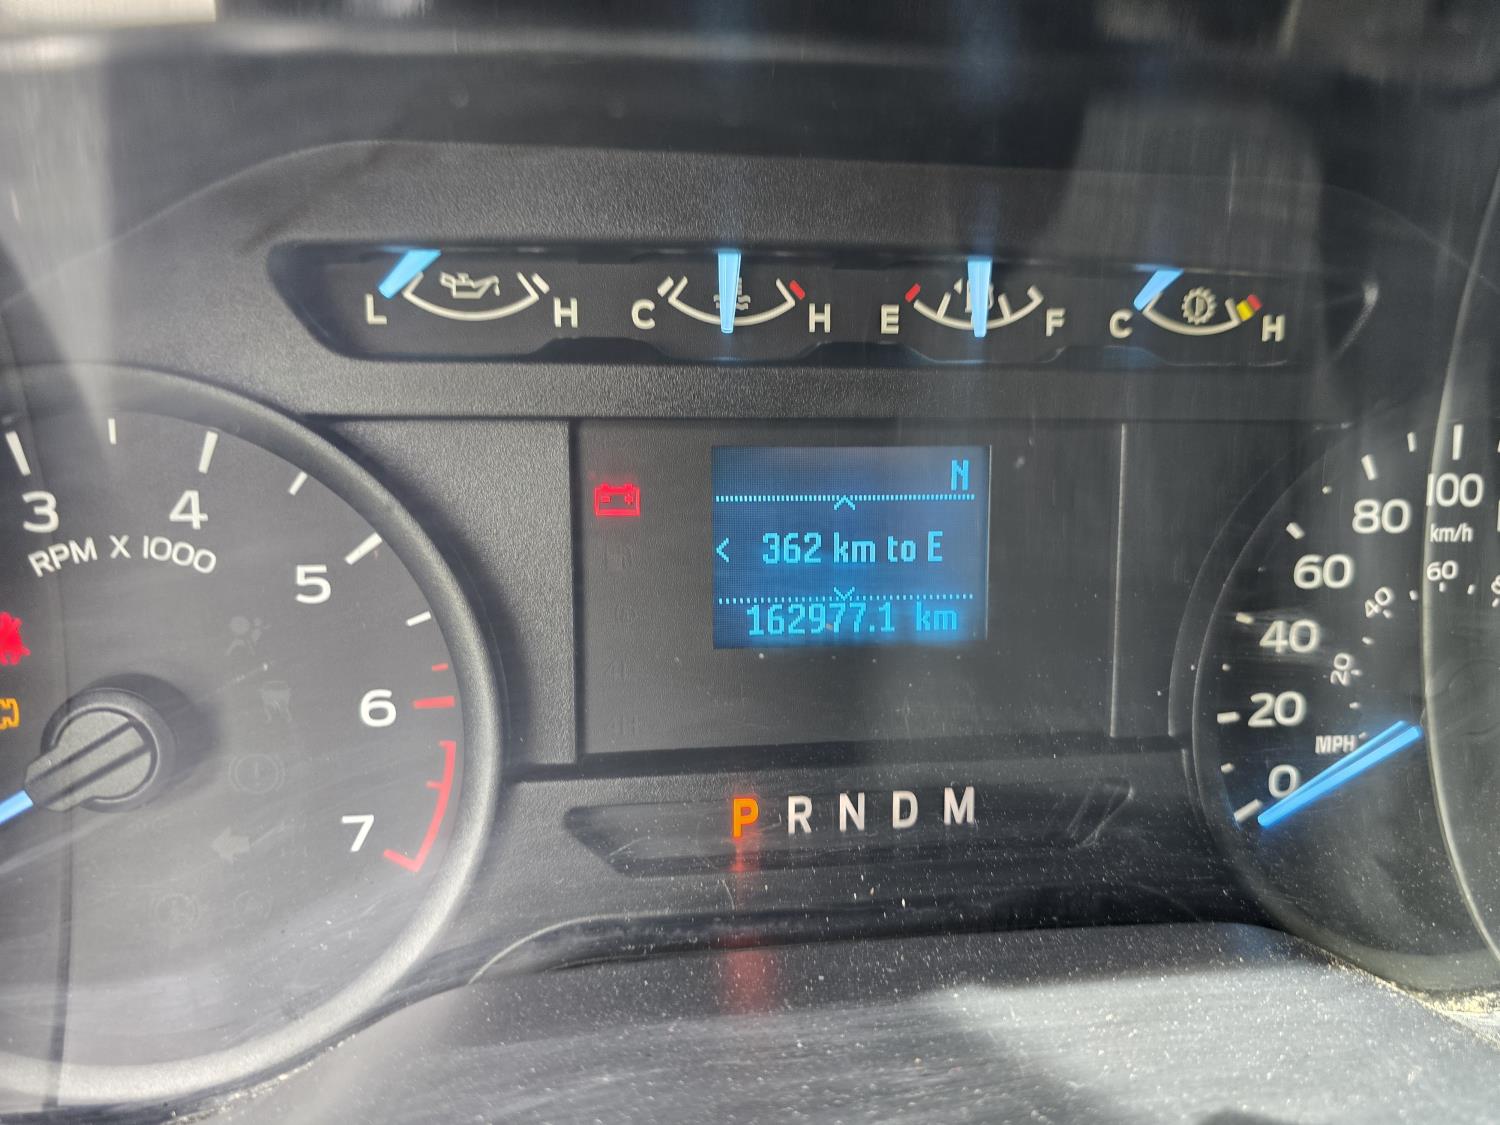 L H C H E F C H
N
< 362 km to E
162977.1 km
3 4 5 6 7
RPM X 1000
P R N D M
0 20 40 60 80 100
km/h
MPH
20 40 60